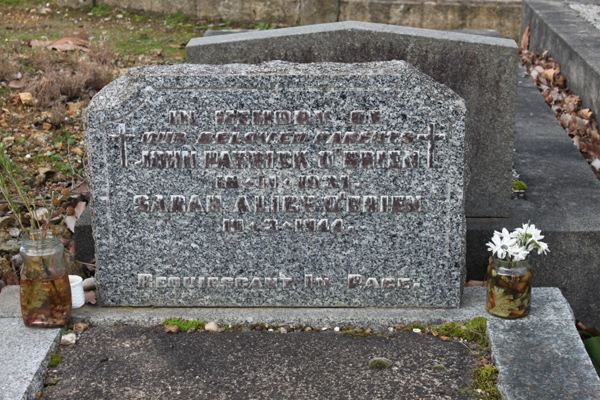 IN MEMORY OF
OUR BELOVED PARENTS
JOHN PATRICK O'BRIEN
SARAH ALICE O'BRIEN
REQUIESCANT IN PACE.